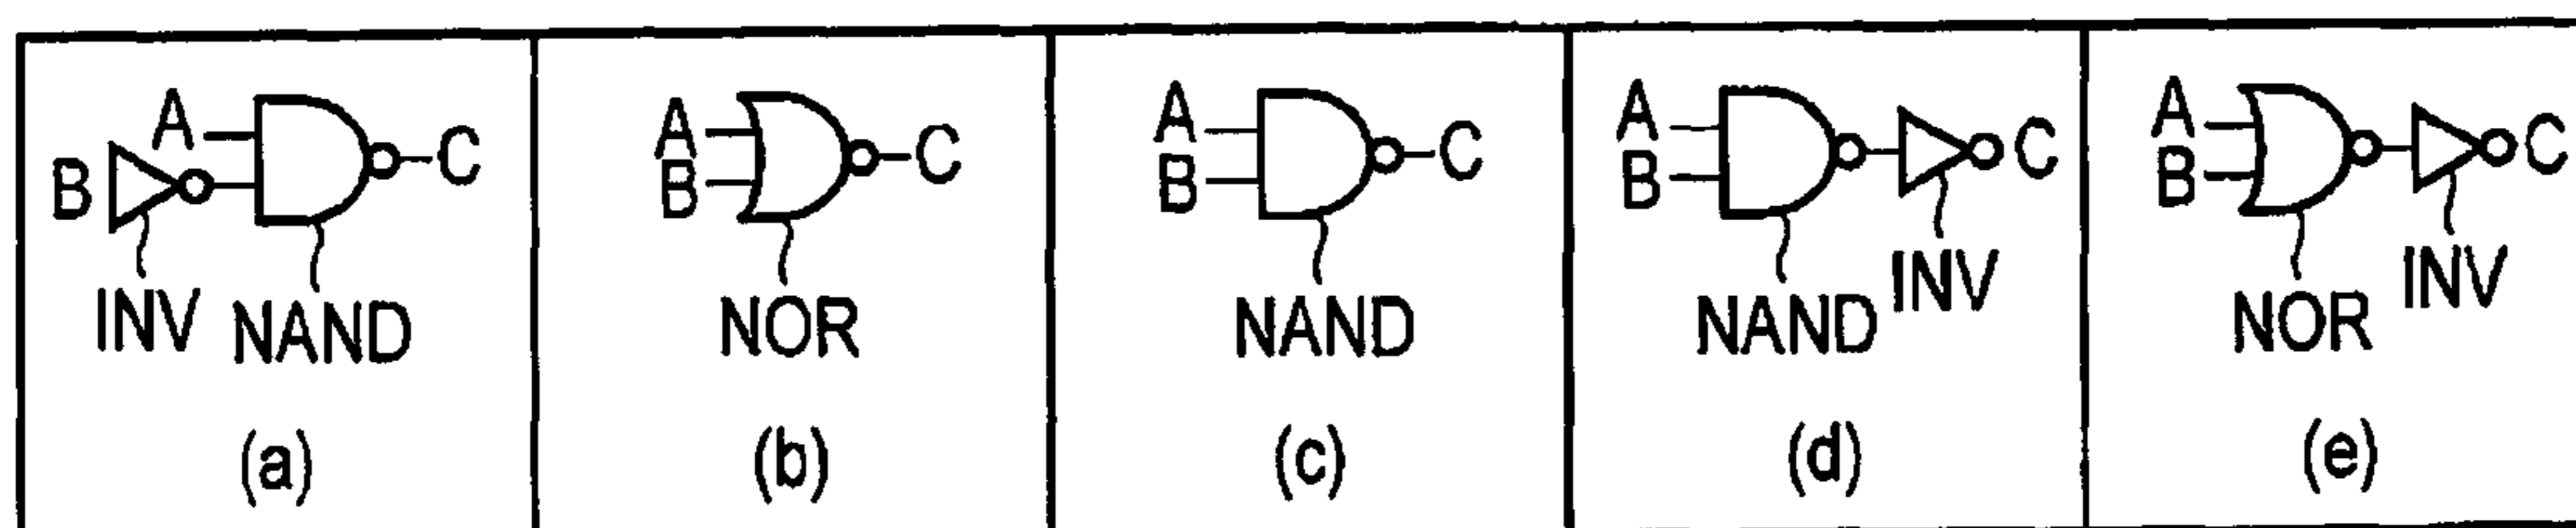 A
B
C
INV NAND
(a)
A
B
C
NOR
(b)
A
B
C
NAND
(c)
A
B
C
NAND INV
(d)
A
B
C
NOR INV
(e)